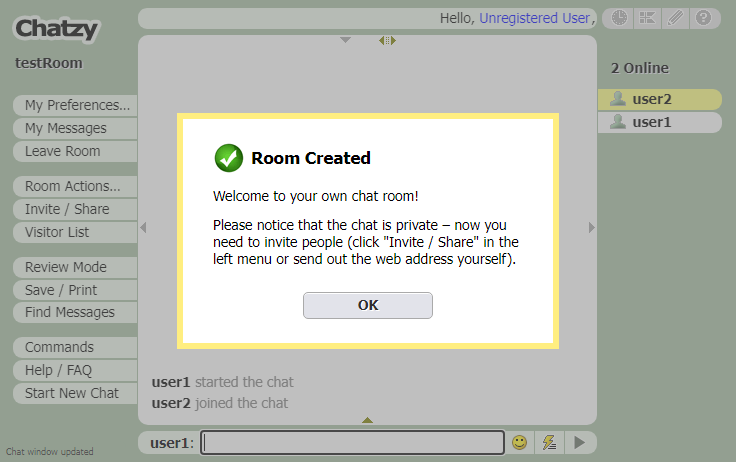 Chatzy
Hello, Unregistered User,
testRoom
2 Online
user2
user1
My Preferences...
My Messages
Leave Room
Room Actions...
Invite / Share
Visitor List
Review Mode
Save / Print
Find Messages
Commands
Help / FAQ
Start New Chat
Room Created
Welcome to your own chat room!
Please notice that the chat is private – now you
need to invite people (click "Invite / Share" in the
left menu or send out the web address yourself).
OK
user1 started the chat
user2 joined the chat
user1:
Chat window updated